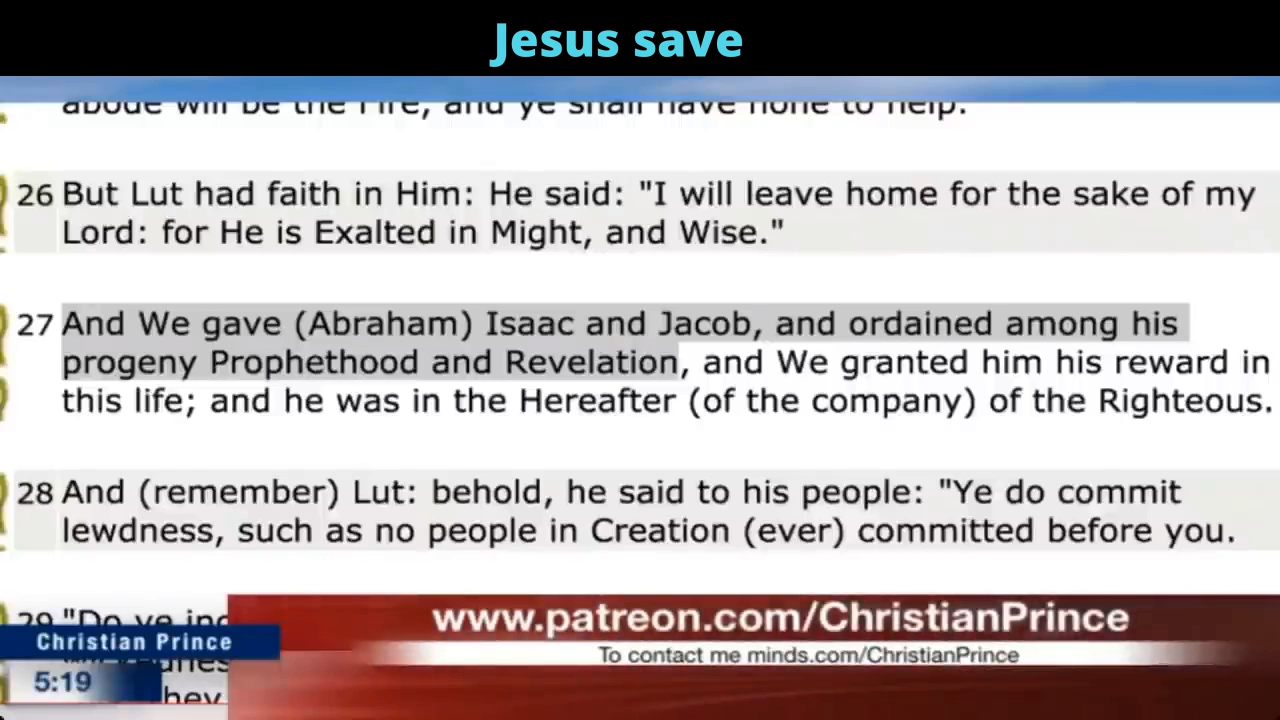 Jesus save
abode will be the Fire, and ye shall have none to help.
26 But Lut had faith in Him: He said: "I will leave home for the sake of my
Lord: for He is Exalted in Might, and Wise."
27 And We gave (Abraham) Isaac and Jacob, and ordained among his
progeny Prophethood and Revelation, and We granted him his reward in
this life; and he was in the Hereafter (of the company) of the Righteous.
28 And (remember) Lut: behold, he said to his people: "Ye do commit
lewdness, such as no people in Creation (ever) committed before you.
29 "Do ye
www.patreon.com/ChristianPrince
Christian Prince
To contact me minds.com/ChristianPrince
5:19
hey